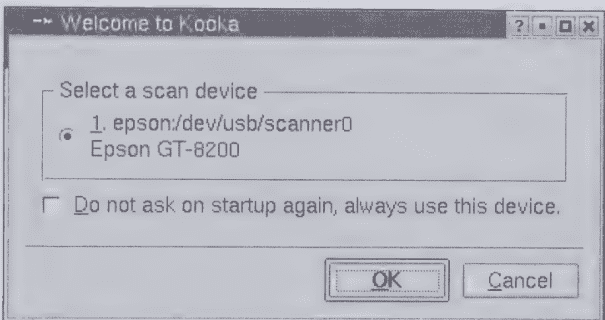 Welcome to Kooka
Select a scan device
1. epson:/dev/usb/scanner0
Epson GT-8200
Do not ask on startup again, always use this device.
OK
Cancel